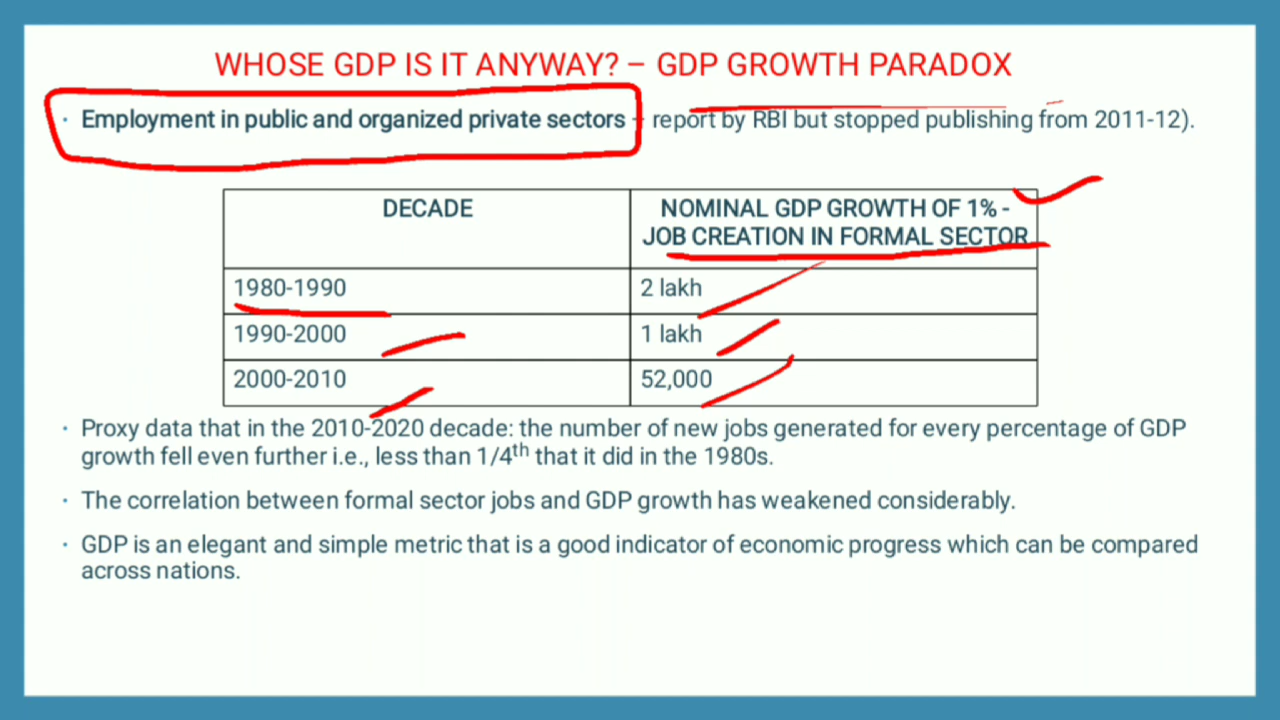 WHOSE GDP IS IT ANYWAY? – GDP GROWTH PARADOX
· Employment in public and organized private sectors - report by RBI but stopped publishing from 2011-12).
DECADE
NOMINAL GDP GROWTH OF 1% -
JOB CREATION IN FORMAL SECTOR
1980-1990 2 lakh
1990-2000 1 lakh
2000-2010 52,000
· Proxy data that in the 2010-2020 decade: the number of new jobs generated for every percentage of GDP
growth fell even further i.e., less than 1/4th that it did in the 1980s.
· The correlation between formal sector jobs and GDP growth has weakened considerably.
· GDP is an elegant and simple metric that is a good indicator of economic progress which can be compared
across nations.